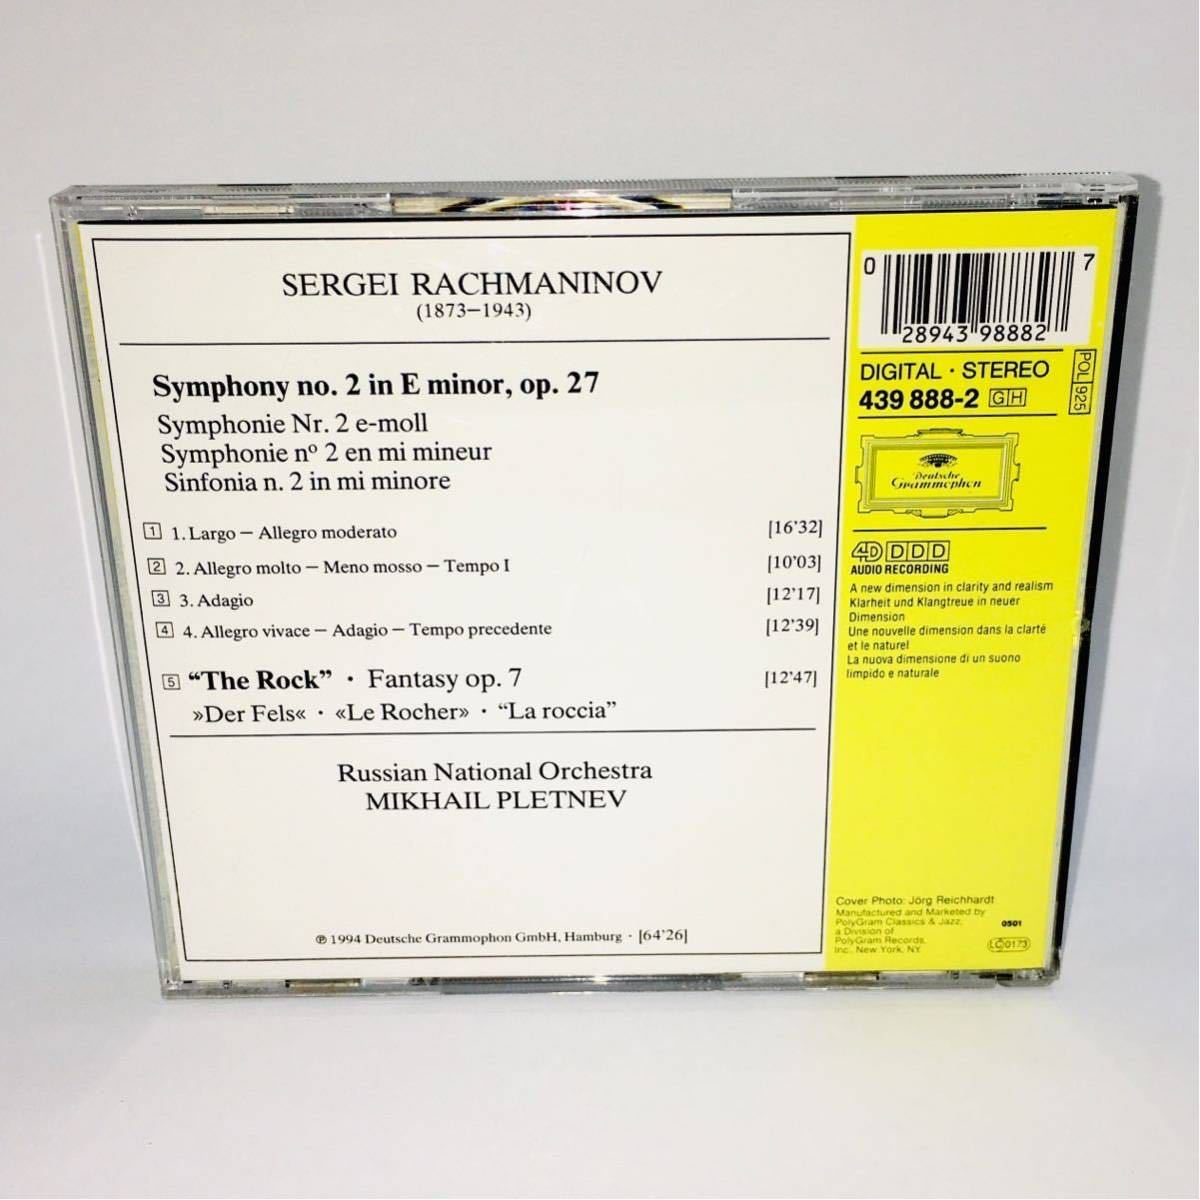 SERGEI RACHMANINOV
(1873–1943)
Symphony no. 2 in E minor, op. 27
Symphonie Nr. 2 e-moll
Symphonie nº 2 en mi mineur
Sinfonia n. 2 in mi minore
1 1. Largo – Allegro moderato [16'32]
2 2. Allegro molto – Meno mosso – Tempo I [10'03]
3 3. Adagio [12'17]
4 4. Allegro vivace – Adagio – Tempo precedente [12'39]
5 “The Rock” · Fantasy op. 7 [12'47]
»Der Fels« · «Le Rocher» · “La roccia”
Russian National Orchestra
MIKHAIL PLETNEV
℗ 1994 Deutsche Grammophon GmbH, Hamburg · [64'26]
0 28943 98882 7
DIGITAL · STEREO
439 888-2 GH
POL 925
Deutsche
Grammophon
4D DDD
AUDIO RECORDING
A new dimension in clarity and realism
Klarheit und Klangtreue in neuer
Dimension
Une nouvelle dimension dans la clarté
et le naturel
La nuova dimensione di un suono
limpido e naturale
Cover Photo: Jörg Reichhardt
Manufactured and Marketed by
PolyGram Classics & Jazz,
a Division of
PolyGram Records,
Inc., New York, NY
0501
LC 0173